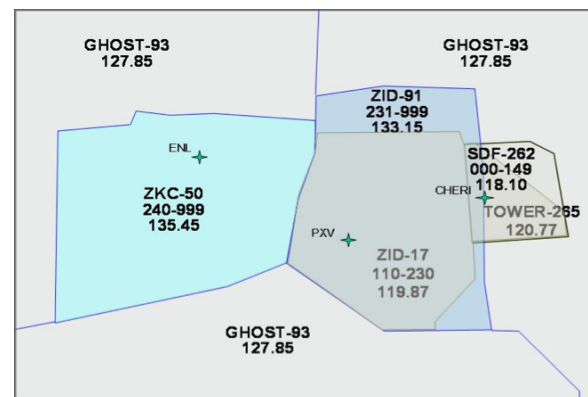 GHOST-93
127.85
GHOST-93
127.85
ZID-91
231-999
133.15
ENL
SDF-262
000-149
118.10
ZKC-50
240-999
135.45
CHERI
TOWER-265
120.77
PXV
ZID-17
110-230
119.87
GHOST-93
127.85